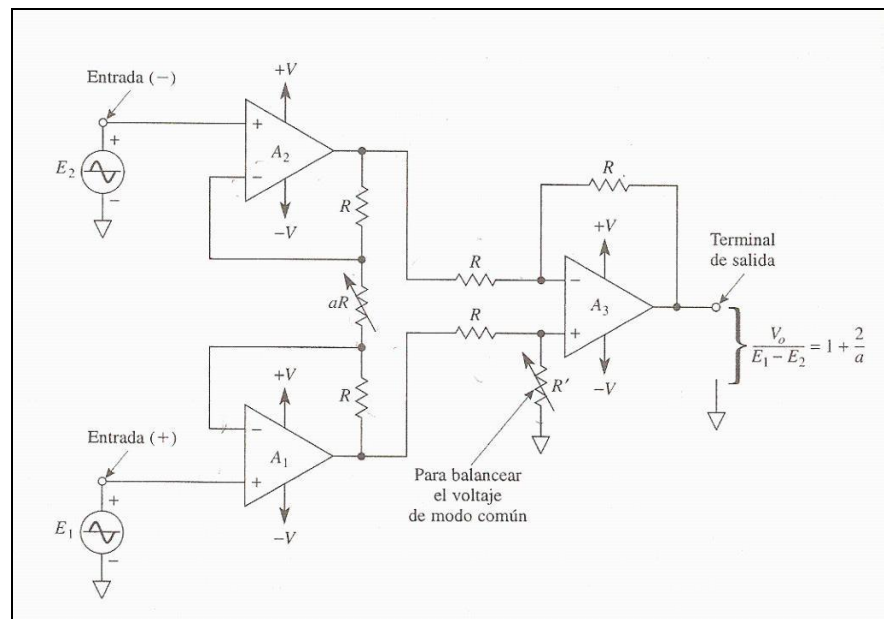 Entrada (−)
+V
+
+
A₂
E₂
−
−
−V
R
R
+V
Terminal
de salida
aR
R
−
A₃
R
+
Vₒ
E₁ − E₂
= 1 + 2
a
−V
R′
+V
R
Entrada (+)
−
A₁
+
+
E₁
−
−V
Para balancear
el voltaje
de modo común